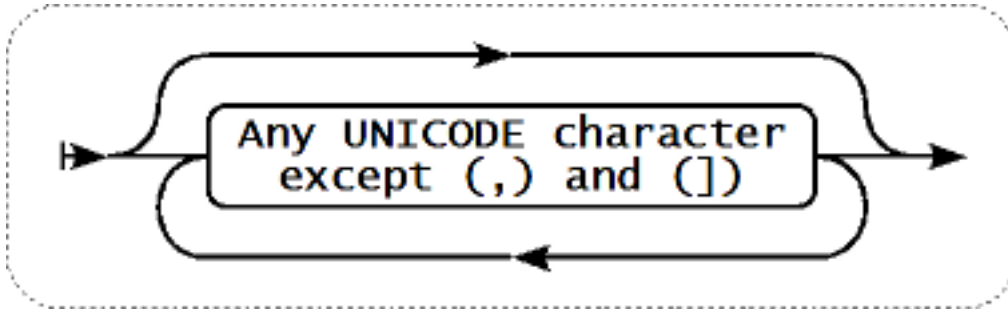 Any UNICODE character
except (,) and (])